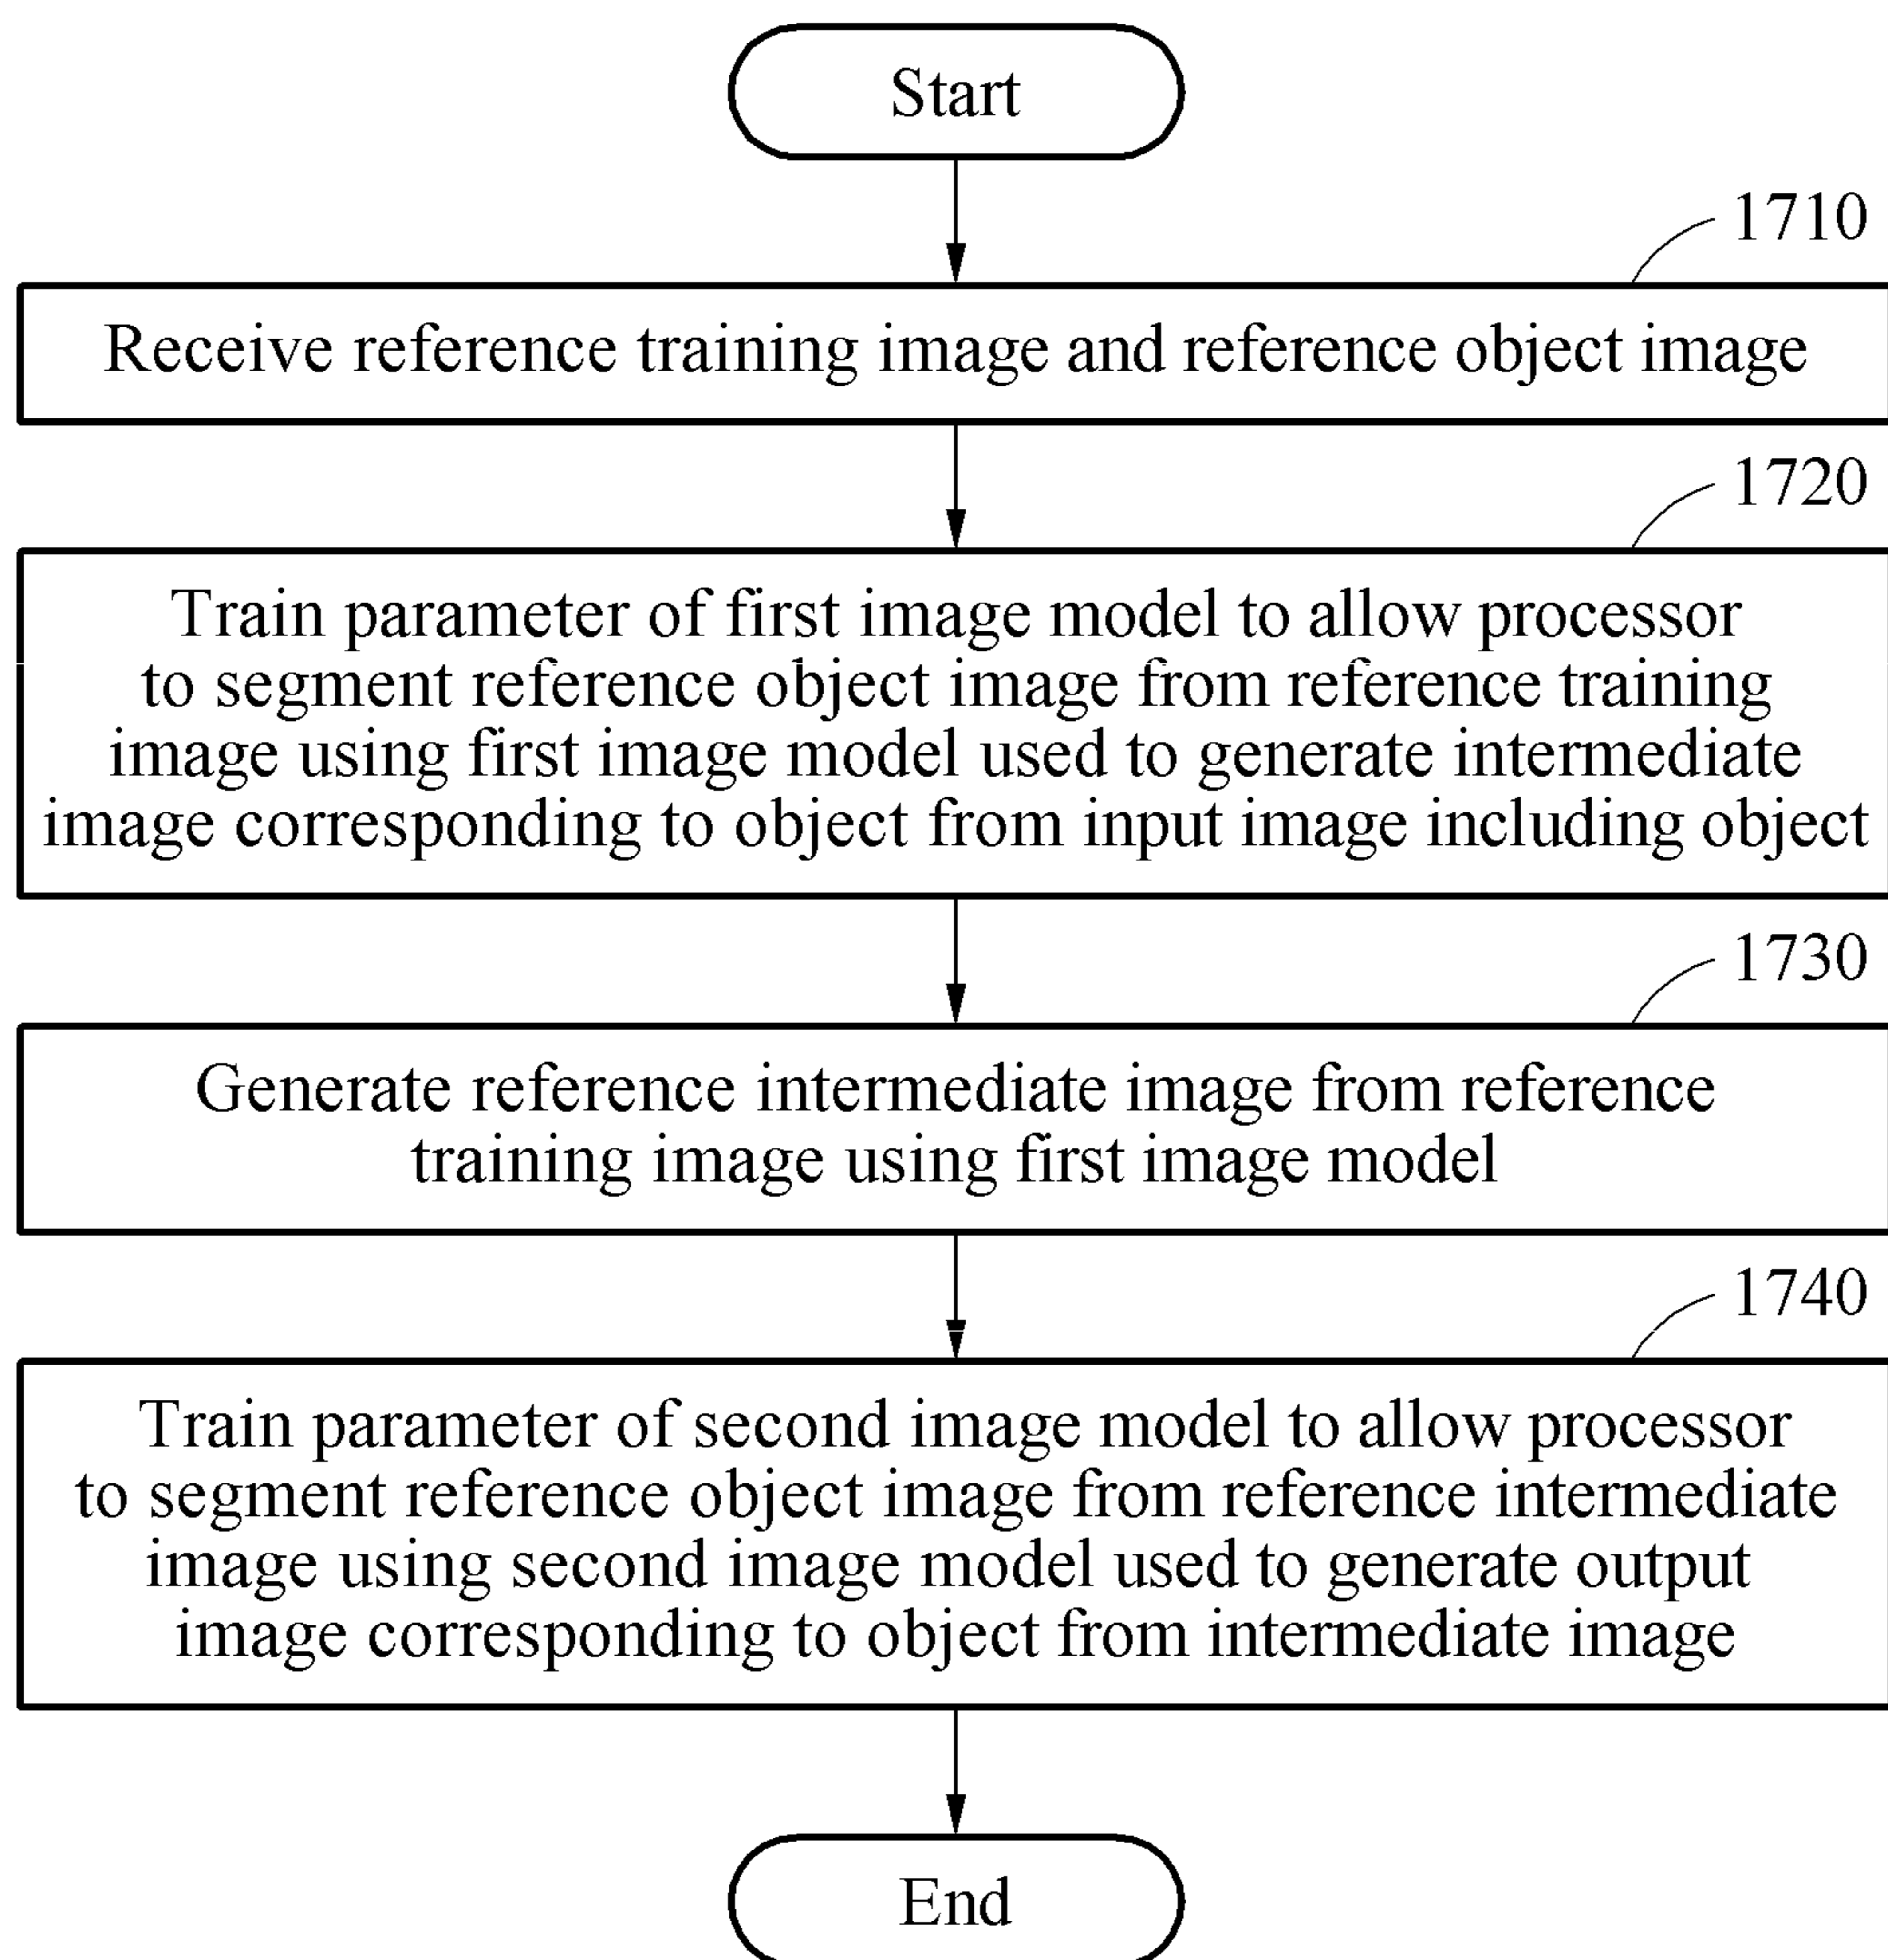 Start
1710
Receive reference training image and reference object image
1720
Train parameter of first image model to allow processor
to segment reference object image from reference training
image using first image model used to generate intermediate
image corresponding to object from input image including object
1730
Generate reference intermediate image from reference
training image using first image model
1740
Train parameter of second image model to allow processor
to segment reference object image from reference intermediate
image using second image model used to generate output
image corresponding to object from intermediate image
End